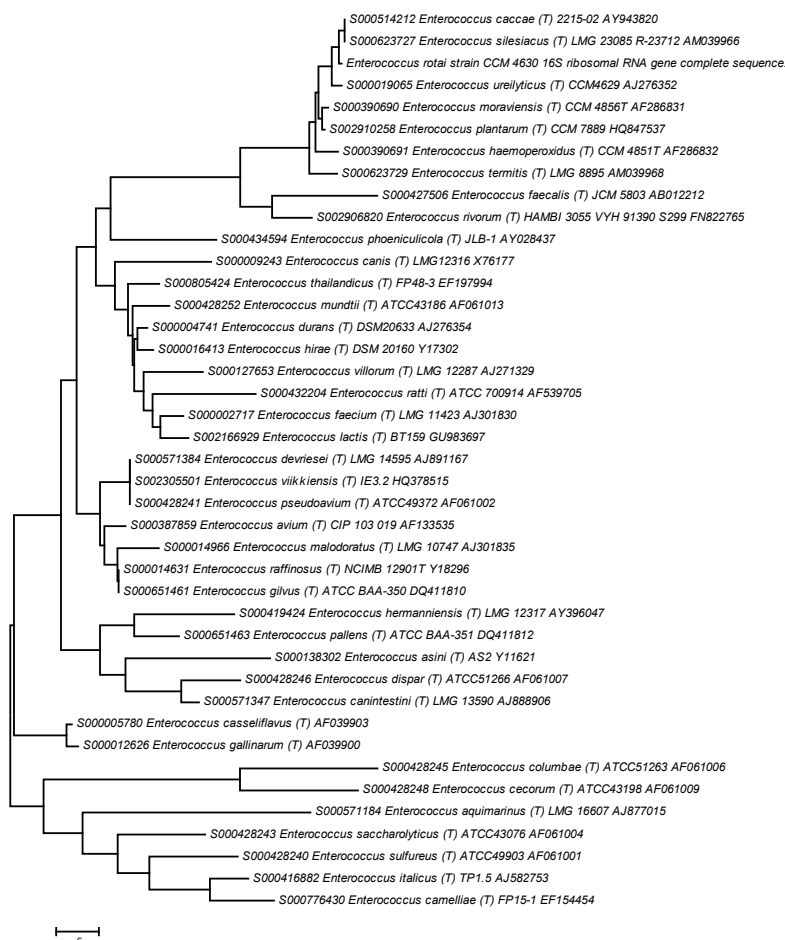 S000514212 Enterococcus caccae (T) 2215-02 AY943820
S000623727 Enterococcus silesiacus (T) LMG 23085 R-23712 AM039966
Enterococcus rotai strain CCM 4630 16S ribosomal RNA gene complete sequence.
S000019065 Enterococcus ureilyticus (T) CCM4629 AJ276352
S000390690 Enterococcus moraviensis (T) CCM 4856T AF286831
S002910258 Enterococcus plantarum (T) CCM 7889 HQ847537
S000390691 Enterococcus haemoperoxidus (T) CCM 4851T AF286832
S000623729 Enterococcus termitis (T) LMG 8895 AM039968
S000427506 Enterococcus faecalis (T) JCM 5803 AB012212
S002906820 Enterococcus rivorum (T) HAMBI 3055 VYH 91390 S299 FN822765
S000434594 Enterococcus phoeniculicola (T) JLB-1 AY028437
S000009243 Enterococcus canis (T) LMG12316 X76177
S000805424 Enterococcus thailandicus (T) FP48-3 EF197994
S000428252 Enterococcus mundtii (T) ATCC43186 AF061013
S000004741 Enterococcus durans (T) DSM20633 AJ276354
S000016413 Enterococcus hirae (T) DSM 20160 Y17302
S000127653 Enterococcus villorum (T) LMG 12287 AJ271329
S000432204 Enterococcus ratti (T) ATCC 700914 AF539705
S000002717 Enterococcus faecium (T) LMG 11423 AJ301830
S002166929 Enterococcus lactis (T) BT159 GU983697
S000571384 Enterococcus devriesei (T) LMG 14595 AJ891167
S002305501 Enterococcus viikkiensis (T) IE3.2 HQ378515
S000428241 Enterococcus pseudoavium (T) ATCC49372 AF061002
S000387859 Enterococcus avium (T) CIP 103 019 AF133535
S000014966 Enterococcus malodoratus (T) LMG 10747 AJ301835
S000014631 Enterococcus raffinosus (T) NCIMB 12901T Y18296
S000651461 Enterococcus gilvus (T) ATCC BAA-350 DQ411810
S000419424 Enterococcus hermanniensis (T) LMG 12317 AY396047
S000651463 Enterococcus pallens (T) ATCC BAA-351 DQ411812
S000138302 Enterococcus asini (T) AS2 Y11621
S000428246 Enterococcus dispar (T) ATCC51266 AF061007
S000571347 Enterococcus canintestini (T) LMG 13590 AJ888906
S000005780 Enterococcus casseliflavus (T) AF039903
S000012626 Enterococcus gallinarum (T) AF039900
S000428245 Enterococcus columbae (T) ATCC51263 AF061006
S000428248 Enterococcus cecorum (T) ATCC43198 AF061009
S000571184 Enterococcus aquimarinus (T) LMG 16607 AJ877015
S000428243 Enterococcus saccharolyticus (T) ATCC43076 AF061004
S000428240 Enterococcus sulfureus (T) ATCC49903 AF061001
S000416882 Enterococcus italicus (T) TP1.5 AJ582753
S000776430 Enterococcus camelliae (T) FP15-1 EF154454